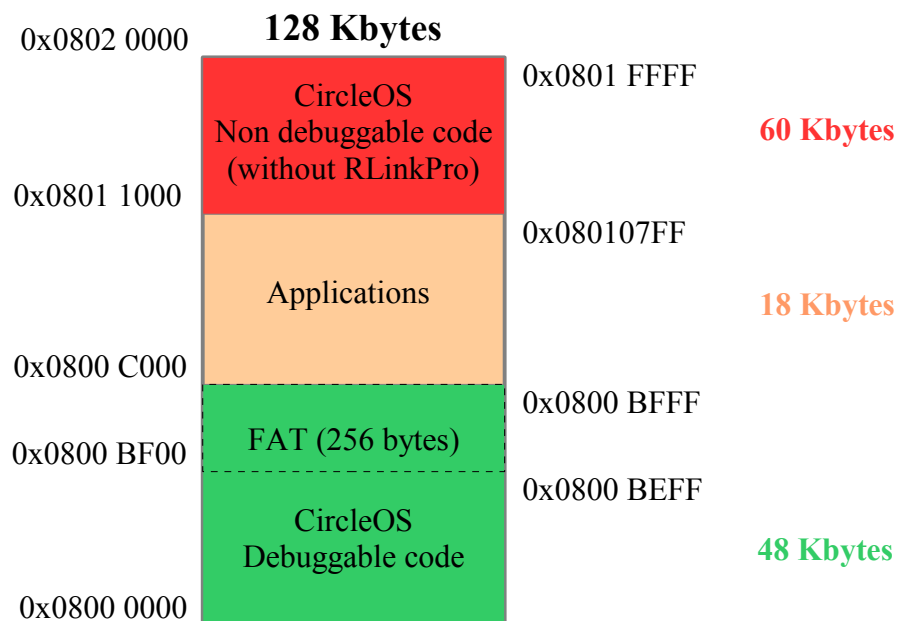 128 Kbytes
0x0802 0000
0x0801 FFFF
CircleOS
Non debuggable code
(without RLinkPro)
60 Kbytes
0x0801 1000
0x080107FF
Applications
18 Kbytes
0x0800 C000
0x0800 BFFF
FAT (256 bytes)
0x0800 BF00
0x0800 BEFF
CircleOS
Debuggable code
48 Kbytes
0x0800 0000